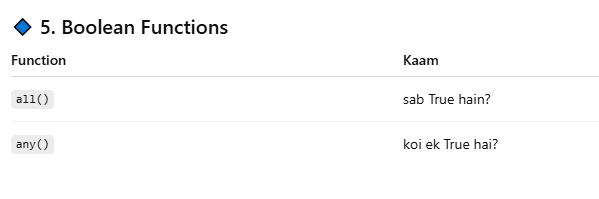 🔷 5. Boolean Functions
Function Kaam
all() sab True hain?
any() koi ek True hai?